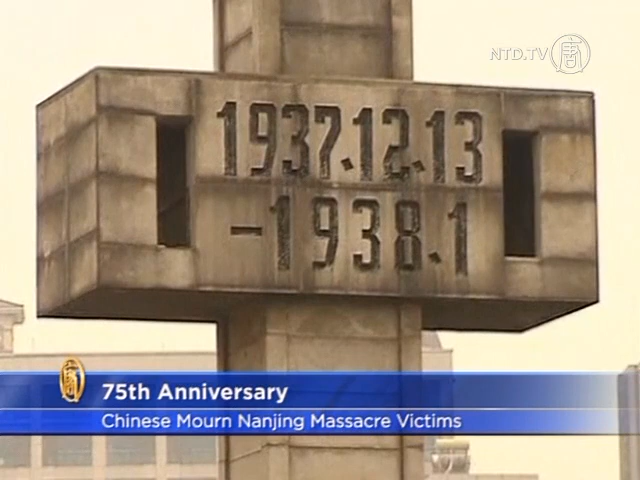 NTD.TV
1937.12.13
-1938.1
75th Anniversary
Chinese Mourn Nanjing Massacre Victims